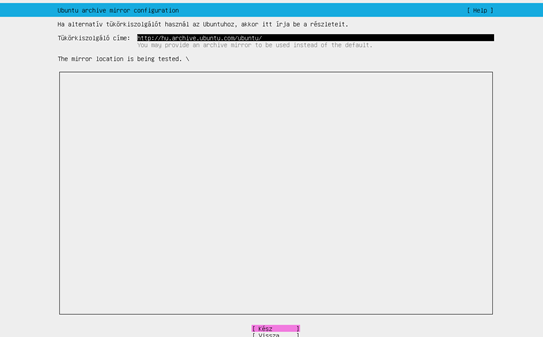 Ubuntu archive mirror configuration [ Help ]
Ha alternatív tükörkiszolgálót használ az Ubuntuhoz, akkor itt írja be a részleteit.
Tükörkiszolgáló címe: http://hu.archive.ubuntu.com/ubuntu/
You may provide an archive mirror to be used instead of the default.
The mirror location is being tested. \
[ Kész ]
[ Vissza ]